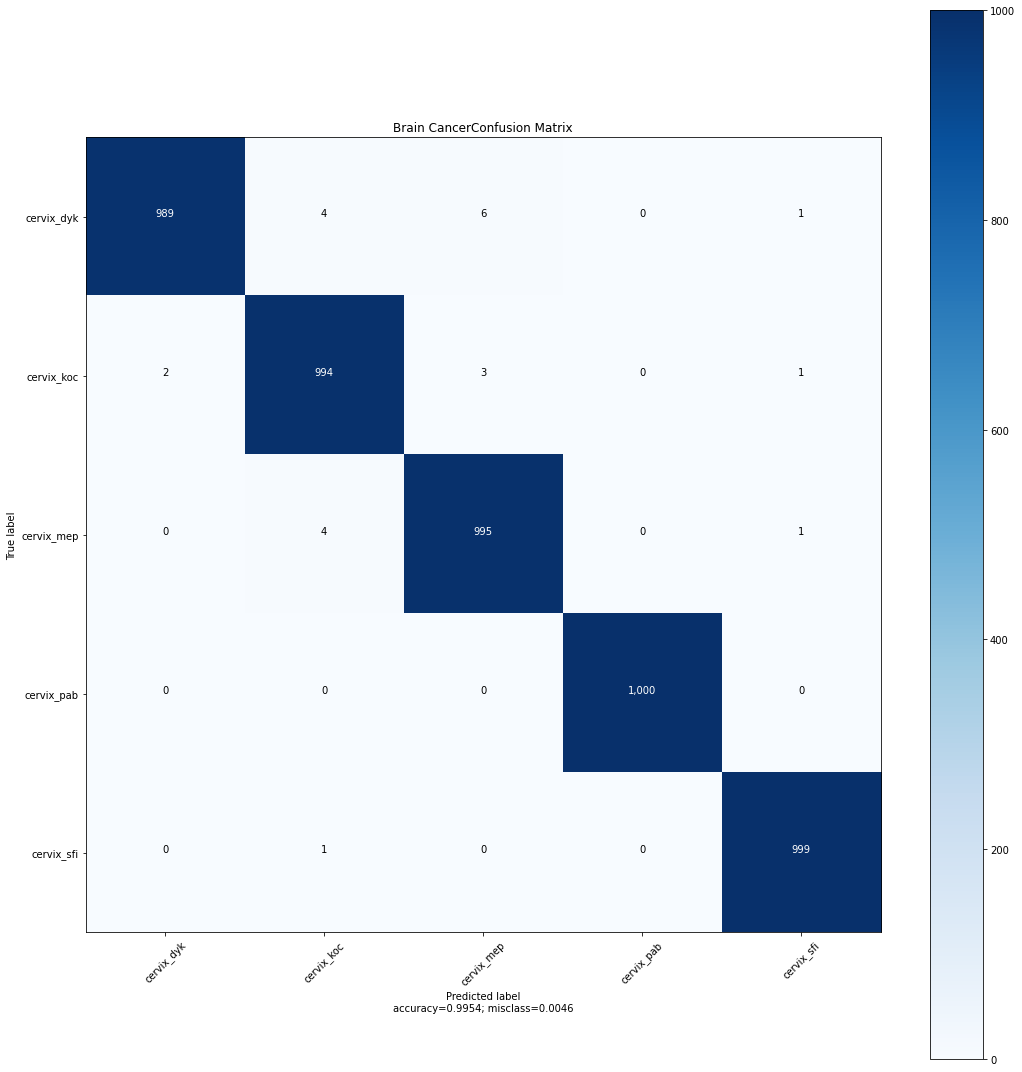 Brain CancerConfusion Matrix
1000
800
600
400
200
0
True label
cervix_dyk 989 4 6 0 1
cervix_koc 2 994 3 0 1
cervix_mep 0 4 995 0 1
cervix_pab 0 0 0 1,000 0
cervix_sfi 0 1 0 0 999
cervix_dyk cervix_koc cervix_mep cervix_pab cervix_sfi
Predicted label
accuracy=0.9954; misclass=0.0046